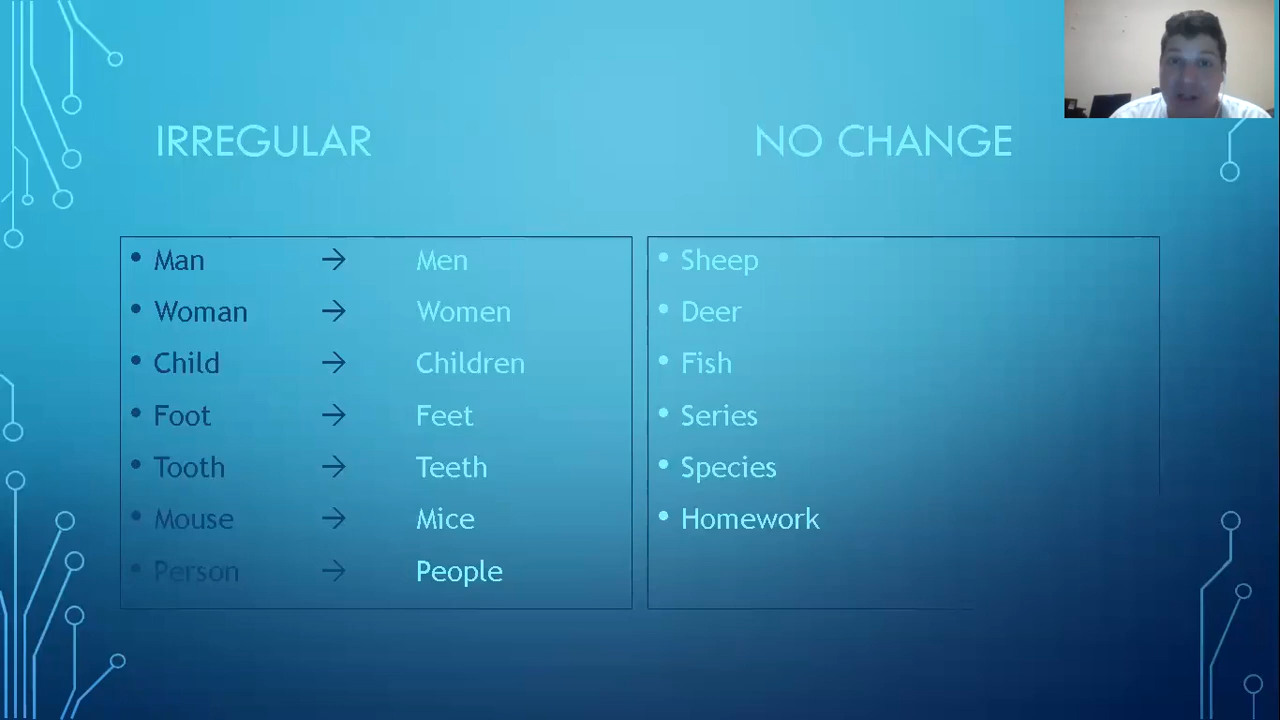 IRREGULAR
NO CHANGE
• Man → Men
• Woman → Women
• Child → Children
• Foot → Feet
• Tooth → Teeth
• Mouse → Mice
• Person → People
• Sheep
• Deer
• Fish
• Series
• Species
• Homework